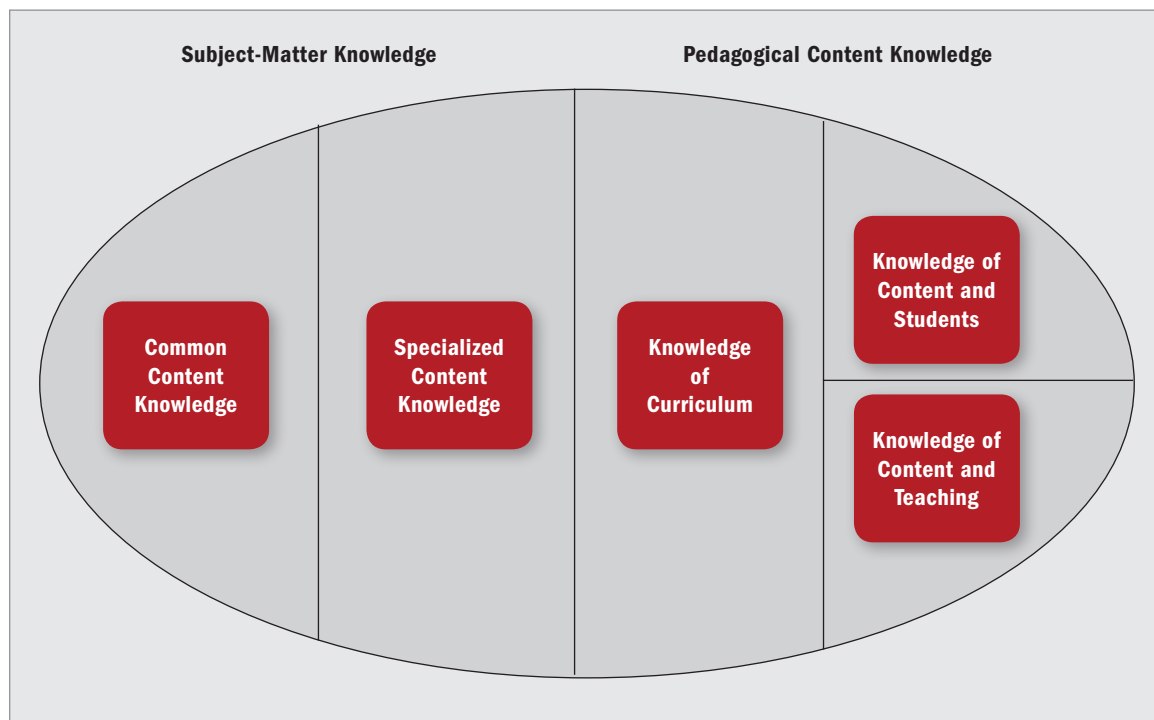 Subject-Matter Knowledge
Pedagogical Content Knowledge
Common
Content
Knowledge
Specialized
Content
Knowledge
Knowledge
of
Curriculum
Knowledge of
Content and
Students
Knowledge of
Content and
Teaching